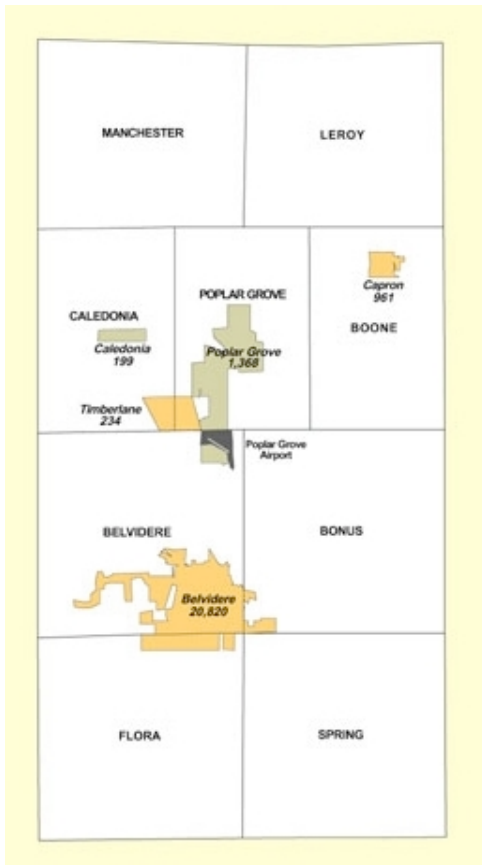 MANCHESTER
LEROY
CALEDONIA
Caledonia
199
POPLAR GROVE
Poplar Grove
1,368
Capron
961
BOONE
Timberlane
234
Poplar Grove
Airport
BELVIDERE
BONUS
Belvidere
20,820
FLORA
SPRING